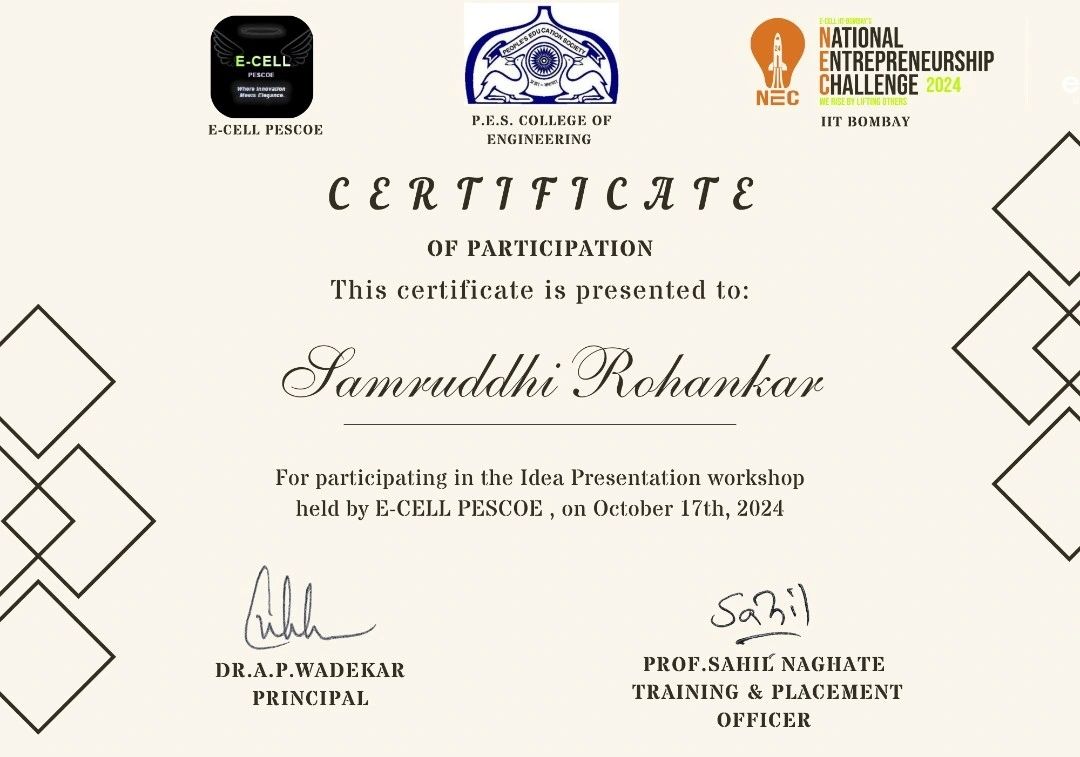 E-CELL
PESCOE
Where Innovation
Meets Elegance.
E-CELL PESCOE
PEOPLE'S EDUCATION SOCIETY
P.E.S. COLLEGE OF
ENGINEERING
24
NEC
E-CELL IIT-BOMBAY'S
NATIONAL
ENTREPRENEURSHIP
CHALLENGE 2024
WE RISE BY LIFTING OTHERS
IIT BOMBAY
CERTIFICATE
OF PARTICIPATION
This certificate is presented to:
Samruddhi Rohankar
For participating in the Idea Presentation workshop
held by E-CELL PESCOE , on October 17th, 2024
DR.A.P.WADEKAR
PRINCIPAL
Sahil
PROF.SAHIL NAGHATE
TRAINING & PLACEMENT
OFFICER